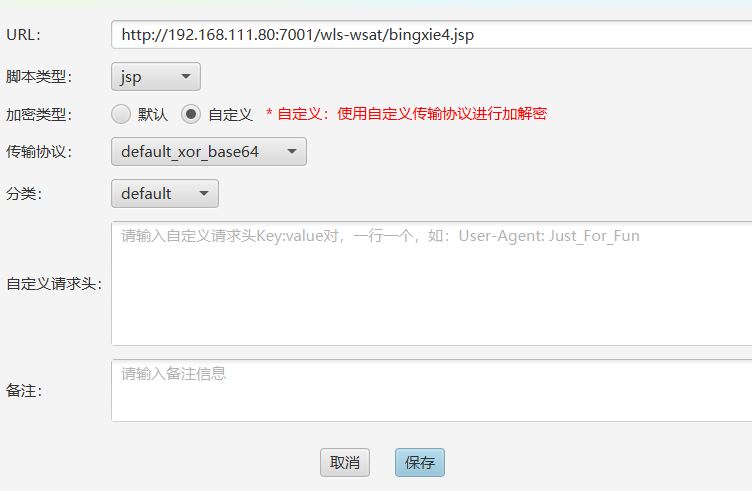 URL： http://192.168.111.80:7001/wls-wsat/bingxie4.jsp
脚本类型： jsp
加密类型： 默认 自定义 * 自定义：使用自定义传输协议进行加解密
传输协议： default_xor_base64
分类： default
请输入自定义请求头Key:value对，一行一个，如：User-Agent: Just_For_Fun
自定义请求头：
请输入备注信息
备注：
取消 保存